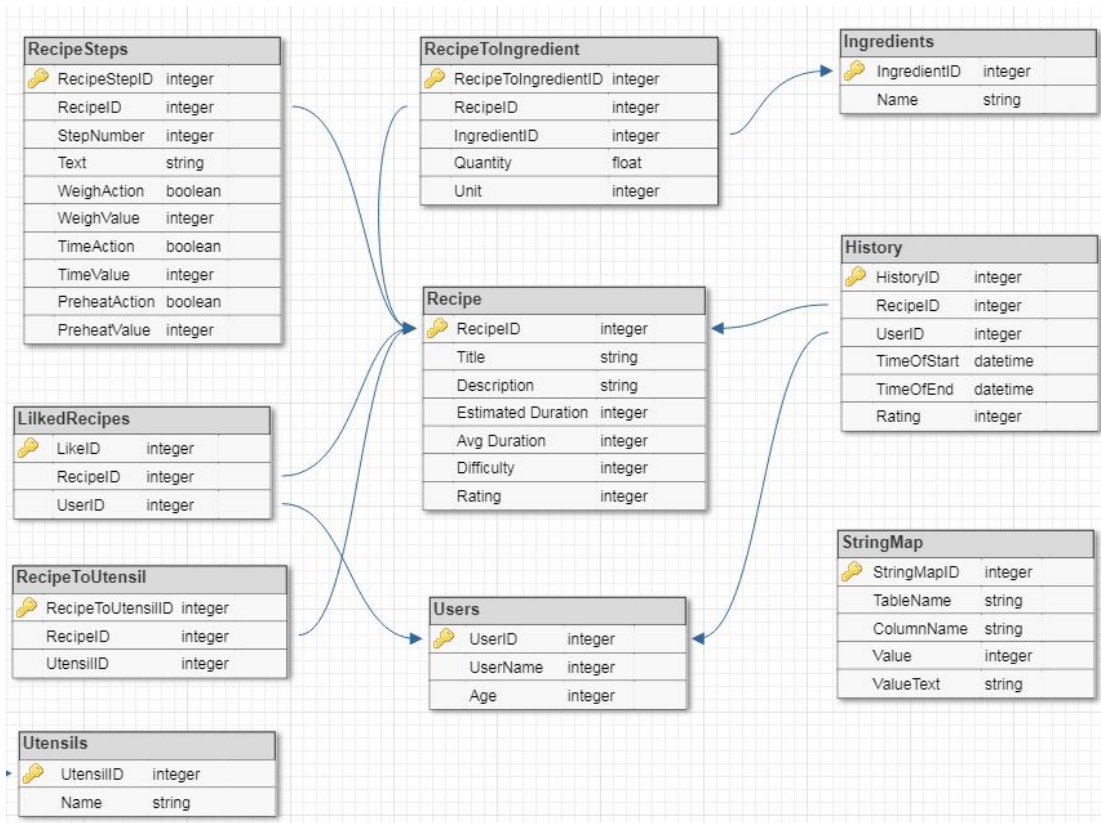 RecipeSteps
RecipeStepID integer
RecipeID integer
StepNumber integer
Text string
WeighAction boolean
WeighValue integer
TimeAction boolean
TimeValue integer
PreheatAction boolean
PreheatValue integer
RecipeToIngredient
RecipeToIngredientID integer
RecipeID integer
IngredientID integer
Quantity float
Unit integer
Ingredients
IngredientID integer
Name string
History
HistoryID integer
RecipeID integer
UserID integer
TimeOfStart datetime
TimeOfEnd datetime
Rating integer
Recipe
RecipeID integer
Title string
Description string
Estimated Duration integer
Avg Duration integer
Difficulty integer
Rating integer
LilkedRecipes
LikeID integer
RecipeID integer
UserID integer
RecipeToUtensil
RecipeToUtensilID integer
RecipeID integer
UtensilID integer
Users
UserID integer
UserName integer
Age integer
StringMap
StringMapID integer
TableName string
ColumnName string
Value integer
ValueText string
Utensils
UtensilID integer
Name string